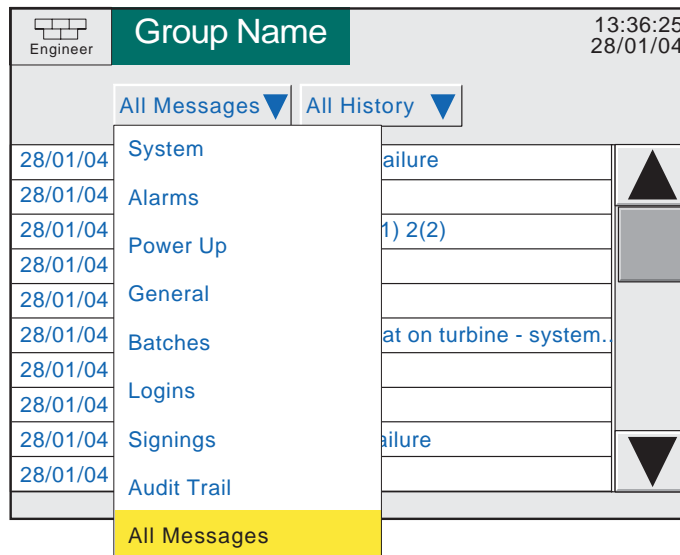 Engineer
Group Name
13:36:25
28/01/04
All Messages
All History
28/01/04
ailure
28/01/04
28/01/04
1) 2(2)
28/01/04
28/01/04
28/01/04
at on turbine - system..
28/01/04
28/01/04
28/01/04
ailure
28/01/04
System
Alarms
Power Up
General
Batches
Logins
Signings
Audit Trail
All Messages